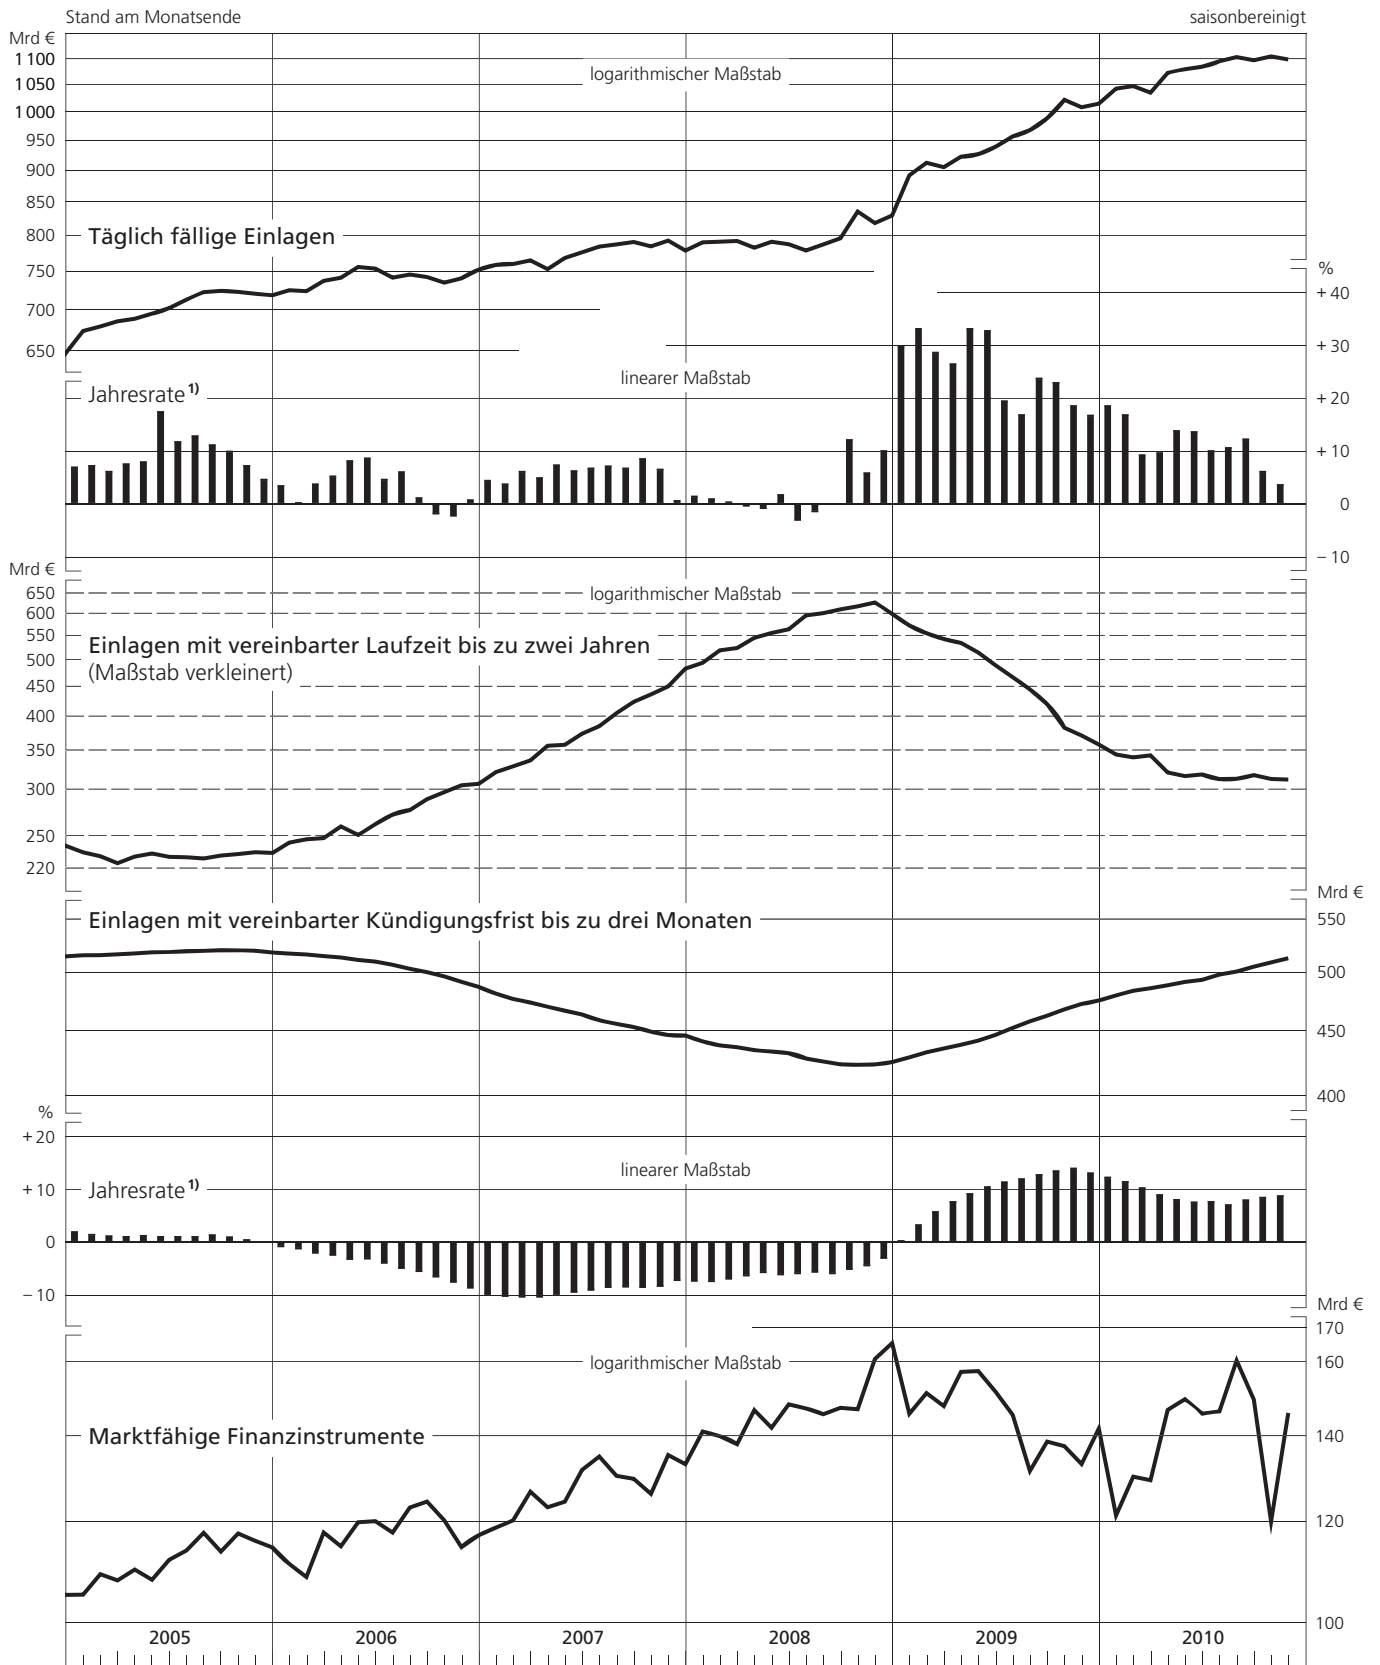 Stand am Monatsende
saisonbereinigt
Mrd €
1 100
logarithmischer Maßstab
1 050
1 000
950
900
850
800
Täglich fällige Einlagen
750
%
+ 40
700
650
+ 30
linearer Maßstab
Jahresrate 1)
+ 20
+ 10
0
– 10
Mrd €
650
logarithmischer Maßstab
600
550
Einlagen mit vereinbarter Laufzeit bis zu zwei Jahren
500
(Maßstab verkleinert)
450
400
350
300
250
220
Mrd €
Einlagen mit vereinbarter Kündigungsfrist bis zu drei Monaten
550
500
450
400
%
+ 20
linearer Maßstab
+ 10
Jahresrate 1)
0
– 10
Mrd €
170
logarithmischer Maßstab
160
Marktfähige Finanzinstrumente
140
120
100
2005 2006 2007 2008 2009 2010